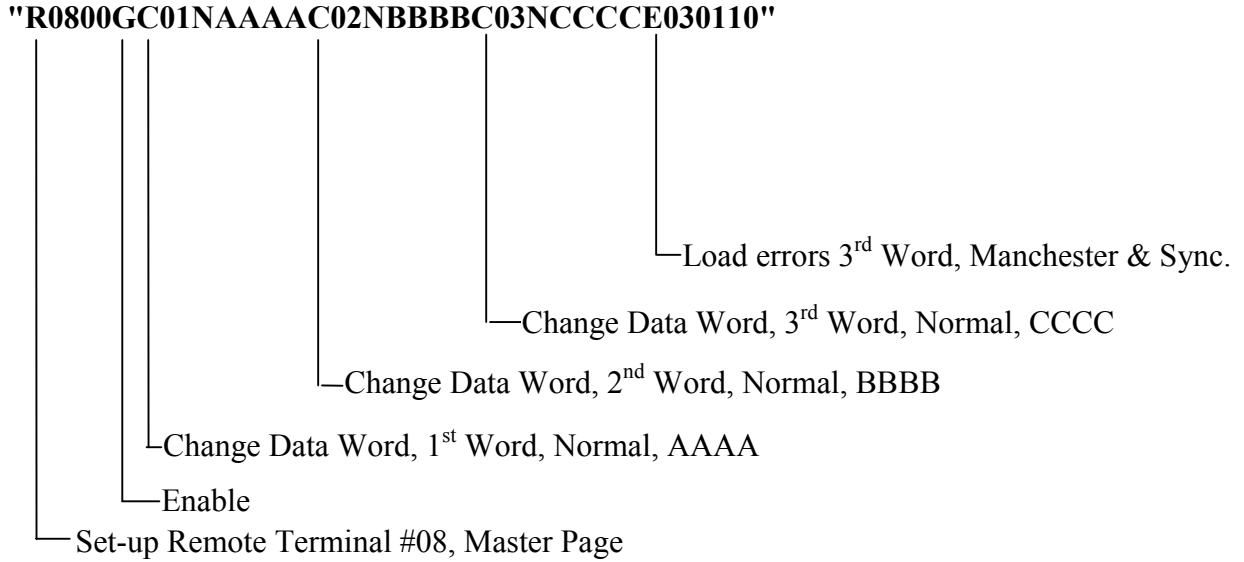 "R0800GC01NAAAAC02NBBBBC03NCCCCE030110"
Load errors 3rd Word, Manchester & Sync.
Change Data Word, 3rd Word, Normal, CCCC
Change Data Word, 2nd Word, Normal, BBBB
Change Data Word, 1st Word, Normal, AAAA
Enable
Set-up Remote Terminal #08, Master Page